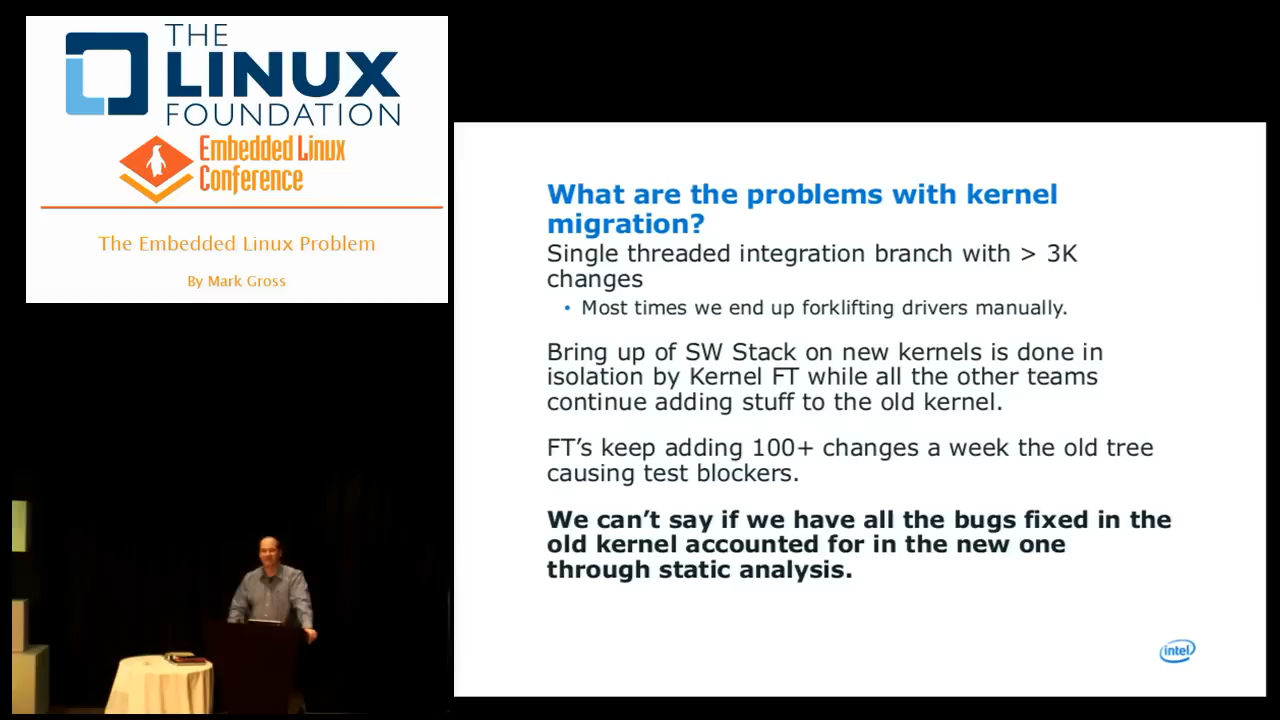 THE
LINUX
FOUNDATION
Embedded Linux
Conference
The Embedded Linux Problem
By Mark Gross
What are the problems with kernel
migration?
Single threaded integration branch with > 3K
changes
• Most times we end up forklifting drivers manually.
Bring up of SW Stack on new kernels is done in
isolation by Kernel FT while all the other teams
continue adding stuff to the old kernel.
FT’s keep adding 100+ changes a week the old tree
causing test blockers.
We can’t say if we have all the bugs fixed in the
old kernel accounted for in the new one
through static analysis.
intel